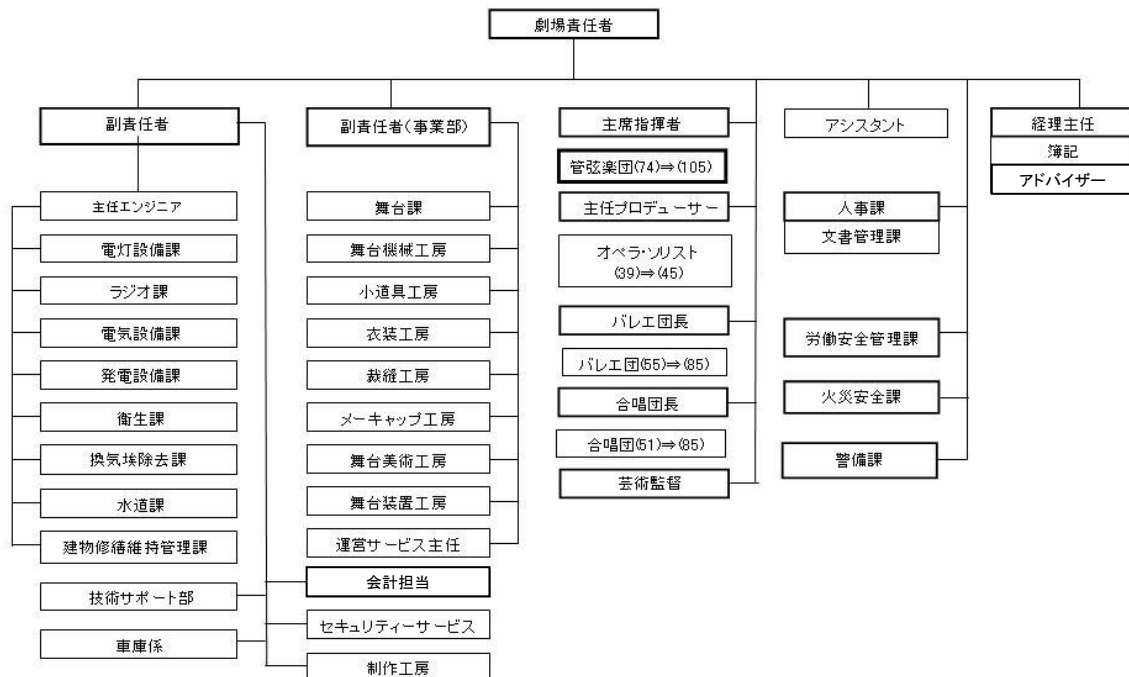 劇場責任者
副責任者
主任エンジニア
電灯設備課
ラジオ課
電気設備課
発電設備課
衛生課
換気埃除去課
水道課
建物修繕維持管理課
技術サポート部
車庫係
副責任者(事業部)
舞台課
舞台機械工房
小道具工房
衣装工房
裁縫工房
メーキャップ工房
舞台美術工房
舞台装置工房
運営サービス主任
会計担当
セキュリティーサービス
制作工房
主席指揮者
管弦楽団(74)⇒(105)
主任プロデューサー
オペラ・ソリスト
(39)⇒(45)
バレエ団長
バレエ団(55)⇒(85)
合唱団長
合唱団(51)⇒(85)
芸術監督
アシスタント
人事課
文書管理課
労働安全管理課
火災安全課
警備課
経理主任
簿記
アドバイザー